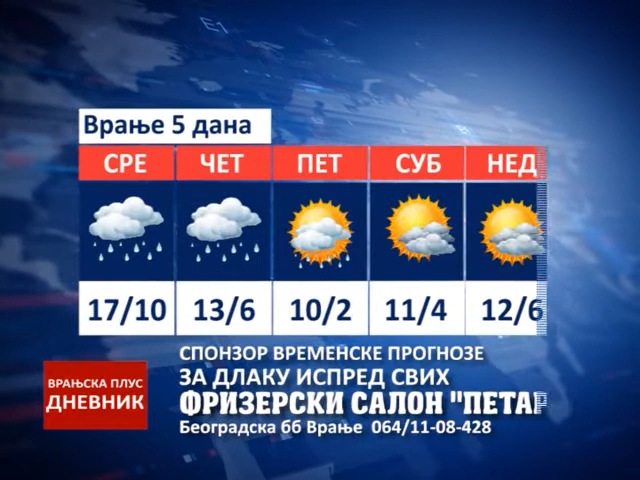 Врање 5 дана
СРЕ ЧЕТ ПЕТ СУБ НЕД
17/10 13/6 10/2 11/4 12/6
ВРАЊСКА ПЛУС
ДНЕВНИК
СПОНЗОР ВРЕМЕНСКЕ ПРОГНОЗЕ
ЗА ДЛАКУ ИСПРЕД СВИХ
ФРИЗЕРСКИ САЛОН "ПЕТАР
Београдска бб Врање 064/11-08-428